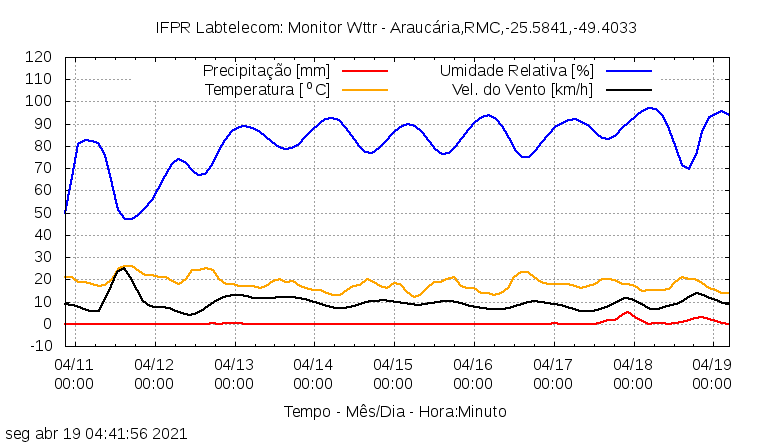 IFPR Labtelecom: Monitor Wttr - Araucária,RMC,-25.5841,-49.4033
Precipitação [mm]
Temperatura [⁰C]
Umidade Relativa [%]
Vel. do Vento [km/h]
120
110
100
90
80
70
60
50
40
30
20
10
0
-10
04/11 04/12 04/13 04/14 04/15 04/16 04/17 04/18 04/19
00:00 00:00 00:00 00:00 00:00 00:00 00:00 00:00 00:00
Tempo - Mês/Dia - Hora:Minuto
seg abr 19 04:41:56 2021